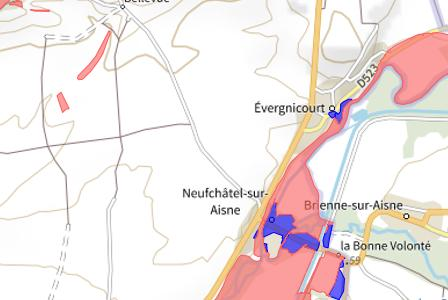 Bellevue
D523
Évergnicourt
Neufchâtel-sur-
Aisne
Brienne-sur-Aisne
la Bonne Volonté